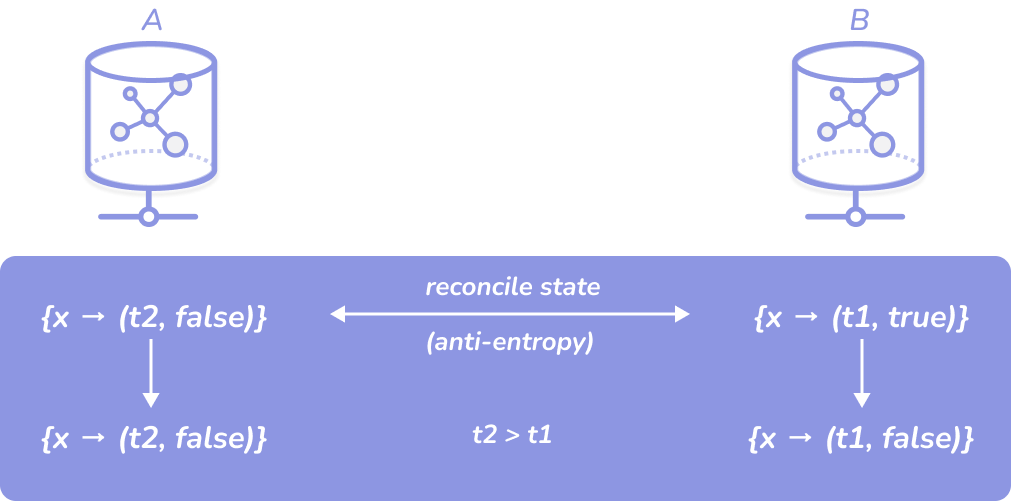 A B
reconcile state
{x → (t2, false)} {x → (t1, true)}
(anti-entropy)
{x → (t2, false)} t2 > t1 {x → (t1, false)}